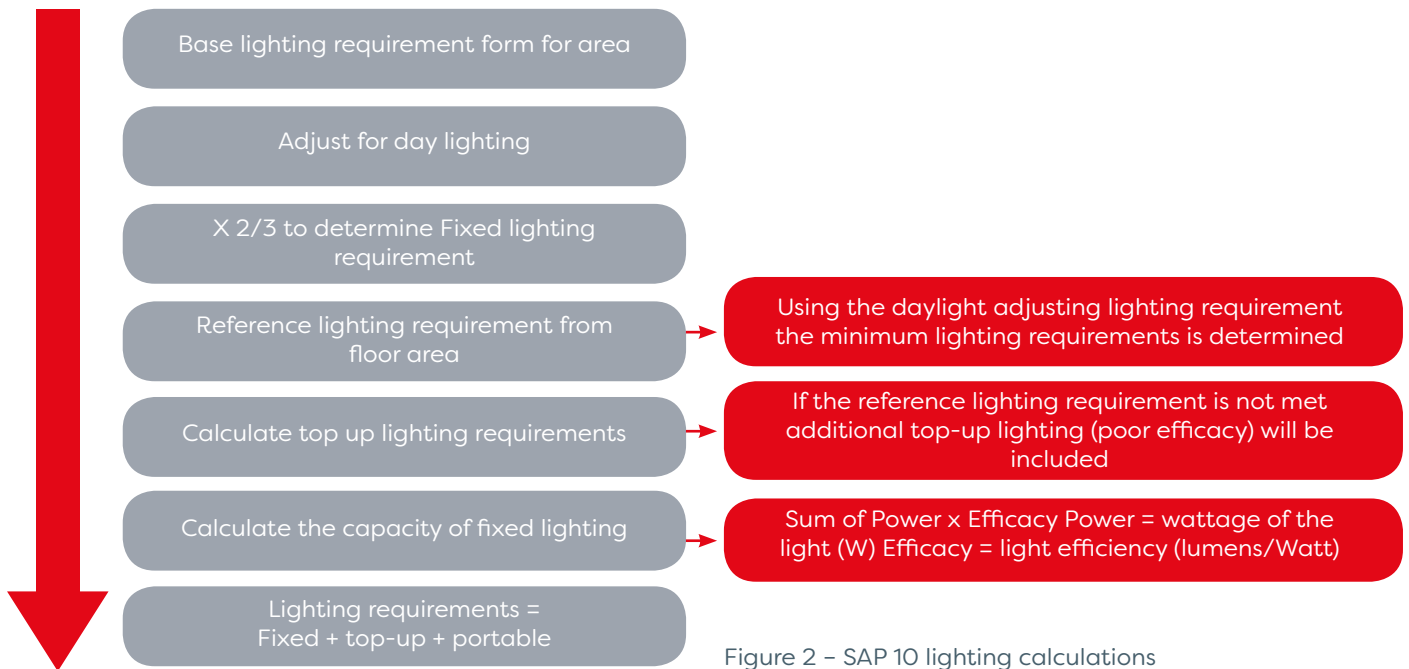 Base lighting requirement form for area
Adjust for day lighting
X 2/3 to determine Fixed lighting
requirement
Reference lighting requirement from
floor area
Using the daylight adjusting lighting requirement
the minimum lighting requirements is determined
Calculate top up lighting requirements
If the reference lighting requirement is not met
additional top-up lighting (poor efficacy) will be
included
Calculate the capacity of fixed lighting
Sum of Power x Efficacy Power = wattage of the
light (W) Efficacy = light efficiency (lumens/Watt)
Lighting requirements =
Fixed + top-up + portable
Figure 2 – SAP 10 lighting calculations